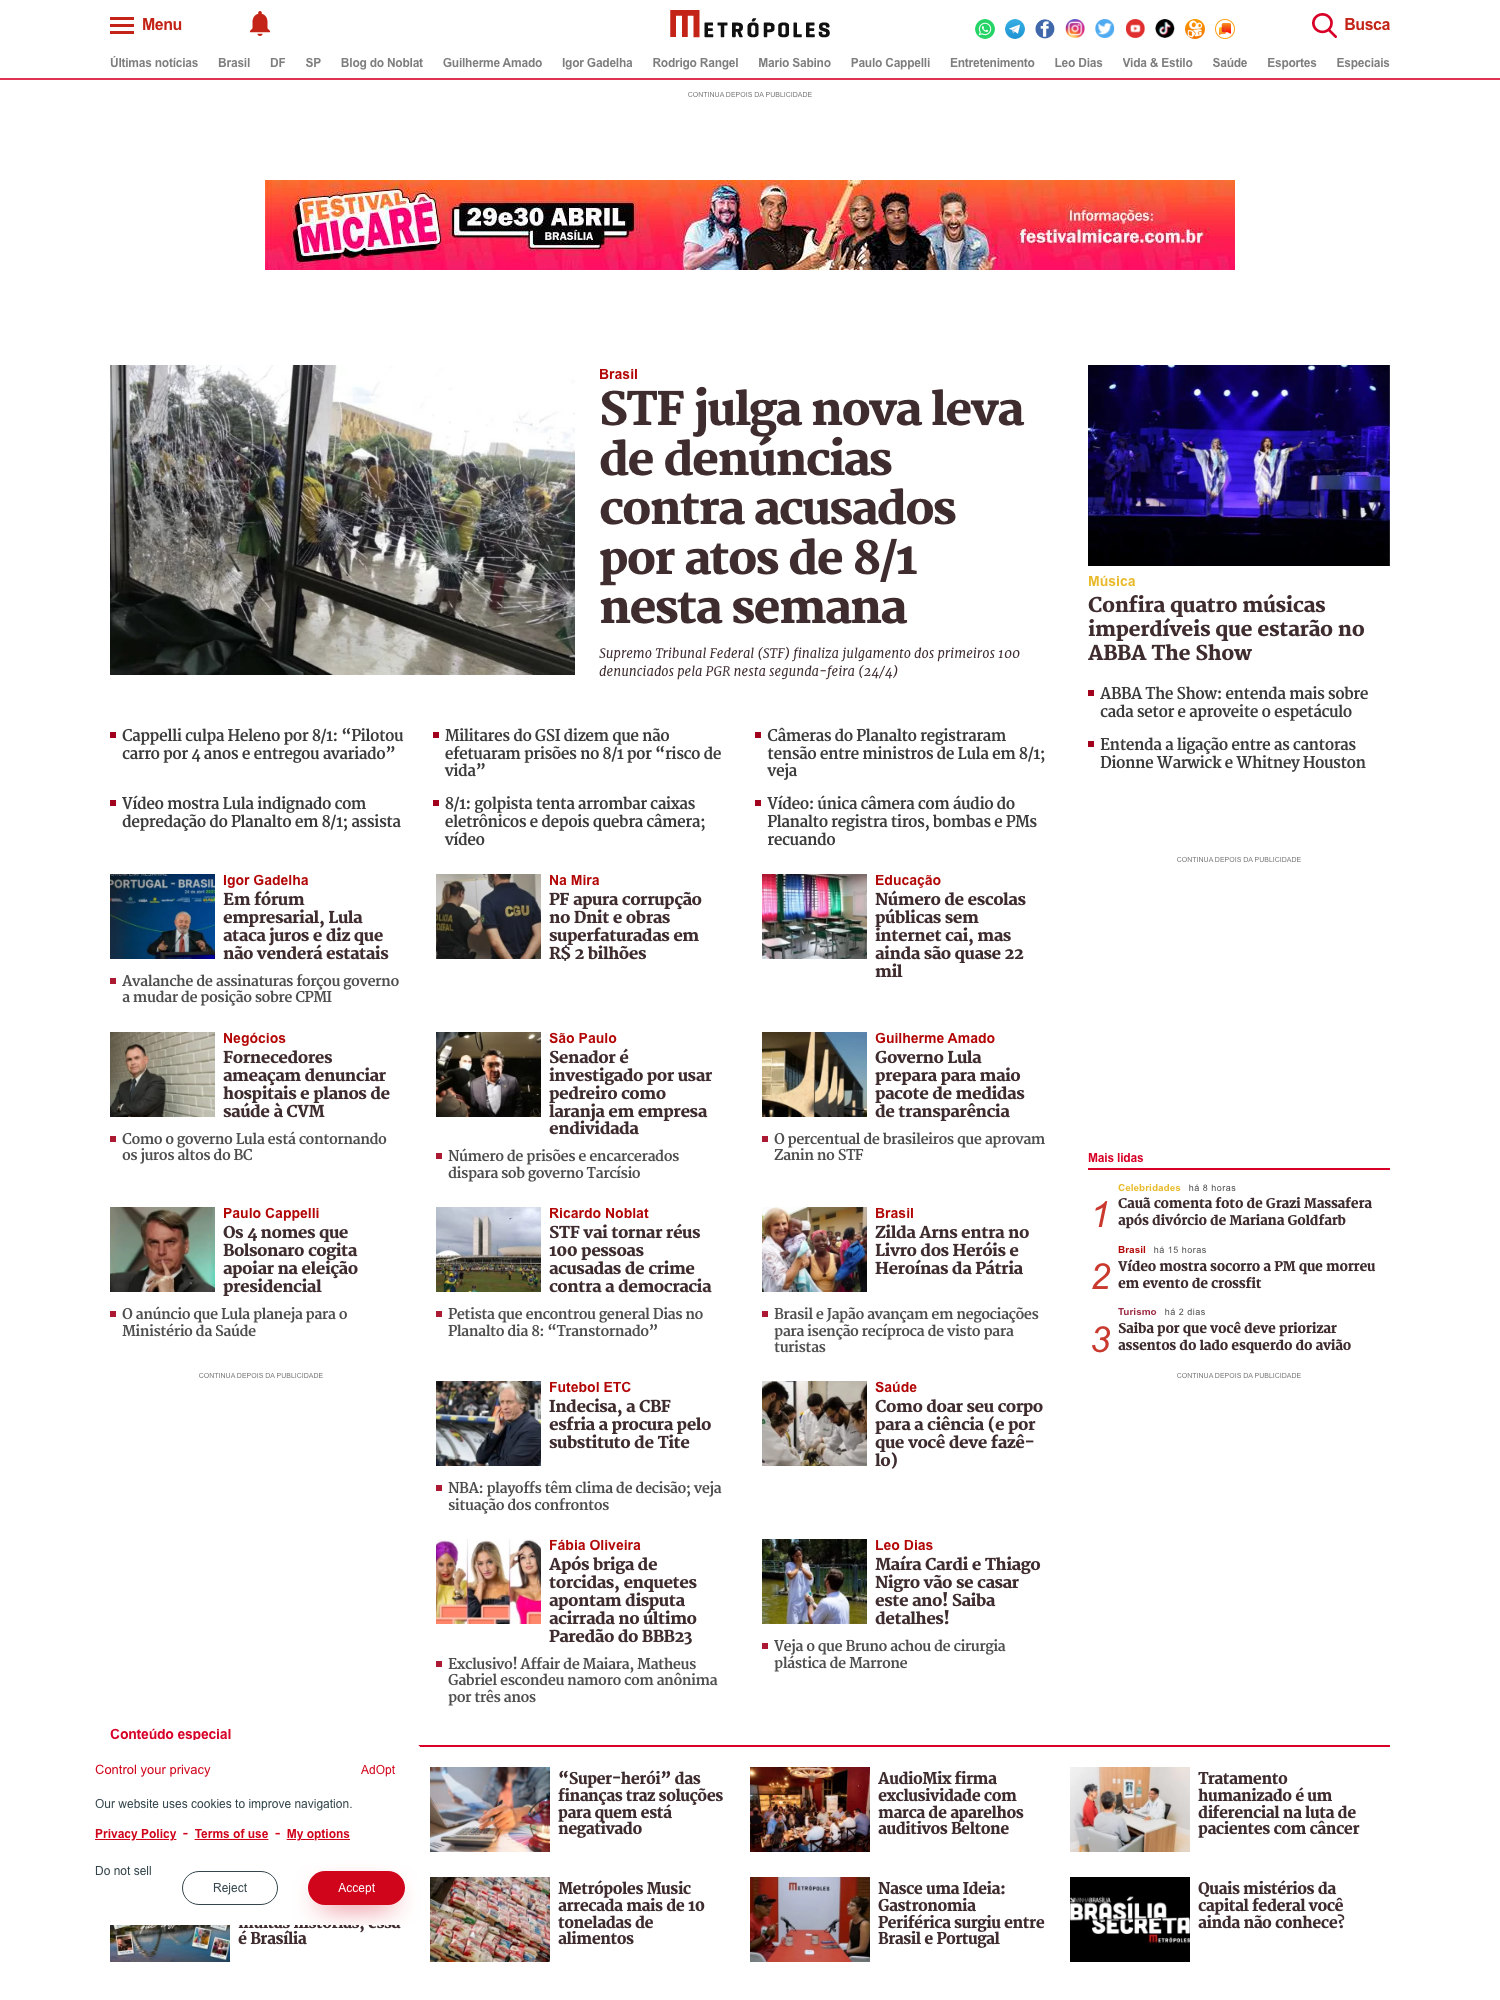 Menu
METRÓPOLES
Busca
Últimas notícias Brasil DF SP Blog do Noblat Guilherme Amado Igor Gadelha Rodrigo Rangel Mario Sabino Paulo Cappelli Entretenimento Leo Dias Vida & Estilo Saúde Esportes Especiais
CONTINUA DEPOIS DA PUBLICIDADE
FESTIVAL
MICARÊ
29e30 ABRIL
BRASÍLIA
Informações:
festivalmicare.com.br
Brasil
STF julga nova leva
de denúncias
contra acusados
por atos de 8/1
nesta semana
Supremo Tribunal Federal (STF) finaliza julgamento dos primeiros 100
denunciados pela PGR nesta segunda-feira (24/4)
Música
Confira quatro músicas
imperdíveis que estarão no
ABBA The Show
ABBA The Show: entenda mais sobre
cada setor e aproveite o espetáculo
Entenda a ligação entre as cantoras
Dionne Warwick e Whitney Houston
Cappelli culpa Heleno por 8/1: “Pilotou
carro por 4 anos e entregou avariado”
Militares do GSI dizem que não
efetuaram prisões no 8/1 por “risco de
vida”
Câmeras do Planalto registraram
tensão entre ministros de Lula em 8/1;
veja
Vídeo mostra Lula indignado com
depredação do Planalto em 8/1; assista
8/1: golpista tenta arrombar caixas
eletrônicos e depois quebra câmera;
vídeo
Vídeo: única câmera com áudio do
Planalto registra tiros, bombas e PMs
recuando
CONTINUA DEPOIS DA PUBLICIDADE
PORTUGAL - BRASIL
Igor Gadelha
Em fórum
empresarial, Lula
ataca juros e diz que
não venderá estatais
Avalanche de assinaturas forçou governo
a mudar de posição sobre CPMI
CGU
Na Mira
PF apura corrupção
no Dnit e obras
superfaturadas em
R$ 2 bilhões
Educação
Número de escolas
públicas sem
internet cai, mas
ainda são quase 22
mil
Negócios
Fornecedores
ameaçam denunciar
hospitais e planos de
saúde à CVM
Como o governo Lula está contornando
os juros altos do BC
São Paulo
Senador é
investigado por usar
pedreiro como
laranja em empresa
endividada
Número de prisões e encarcerados
dispara sob governo Tarcísio
Guilherme Amado
Governo Lula
prepara para maio
pacote de medidas
de transparência
O percentual de brasileiros que aprovam
Zanin no STF
Mais lidas
Celebridades há 8 horas
1 Cauã comenta foto de Grazi Massafera
após divórcio de Mariana Goldfarb
Brasil há 15 horas
2 Vídeo mostra socorro a PM que morreu
em evento de crossfit
Turismo há 2 dias
3 Saiba por que você deve priorizar
assentos do lado esquerdo do avião
CONTINUA DEPOIS DA PUBLICIDADE
Paulo Cappelli
Os 4 nomes que
Bolsonaro cogita
apoiar na eleição
presidencial
O anúncio que Lula planeja para o
Ministério da Saúde
Ricardo Noblat
STF vai tornar réus
100 pessoas
acusadas de crime
contra a democracia
Petista que encontrou general Dias no
Planalto dia 8: “Transtornado”
Brasil
Zilda Arns entra no
Livro dos Heróis e
Heroínas da Pátria
Brasil e Japão avançam em negociações
para isenção recíproca de visto para
turistas
CONTINUA DEPOIS DA PUBLICIDADE
Futebol ETC
Indecisa, a CBF
esfria a procura pelo
substituto de Tite
NBA: playoffs têm clima de decisão; veja
situação dos confrontos
Saúde
Como doar seu corpo
para a ciência (e por
que você deve fazê-
lo)
Fábia Oliveira
Após briga de
torcidas, enquetes
apontam disputa
acirrada no último
Paredão do BBB23
Exclusivo! Affair de Maiara, Matheus
Gabriel escondeu namoro com anônima
por três anos
Leo Dias
Maíra Cardi e Thiago
Nigro vão se casar
este ano! Saiba
detalhes!
Veja o que Bruno achou de cirurgia
plástica de Marrone
Conteúdo especial
Control your privacy
AdOpt
Our website uses cookies to improve navigation.
Privacy Policy - Terms of use - My options
Do not sell
Reject
Accept
muitas histórias, essa
é Brasília
“Super-herói” das
finanças traz soluções
para quem está
negativado
AudioMix firma
exclusividade com
marca de aparelhos
auditivos Beltone
Tratamento
humanizado é um
diferencial na luta de
pacientes com câncer
Metrópoles Music
arrecada mais de 10
toneladas de
alimentos
METRÓPOLES
Nasce uma Ideia:
Gastronomia
Periférica surgiu entre
Brasil e Portugal
BRASÍLIA
SECRETA
METRÓPOLES
Quais mistérios da
capital federal você
ainda não conhece?